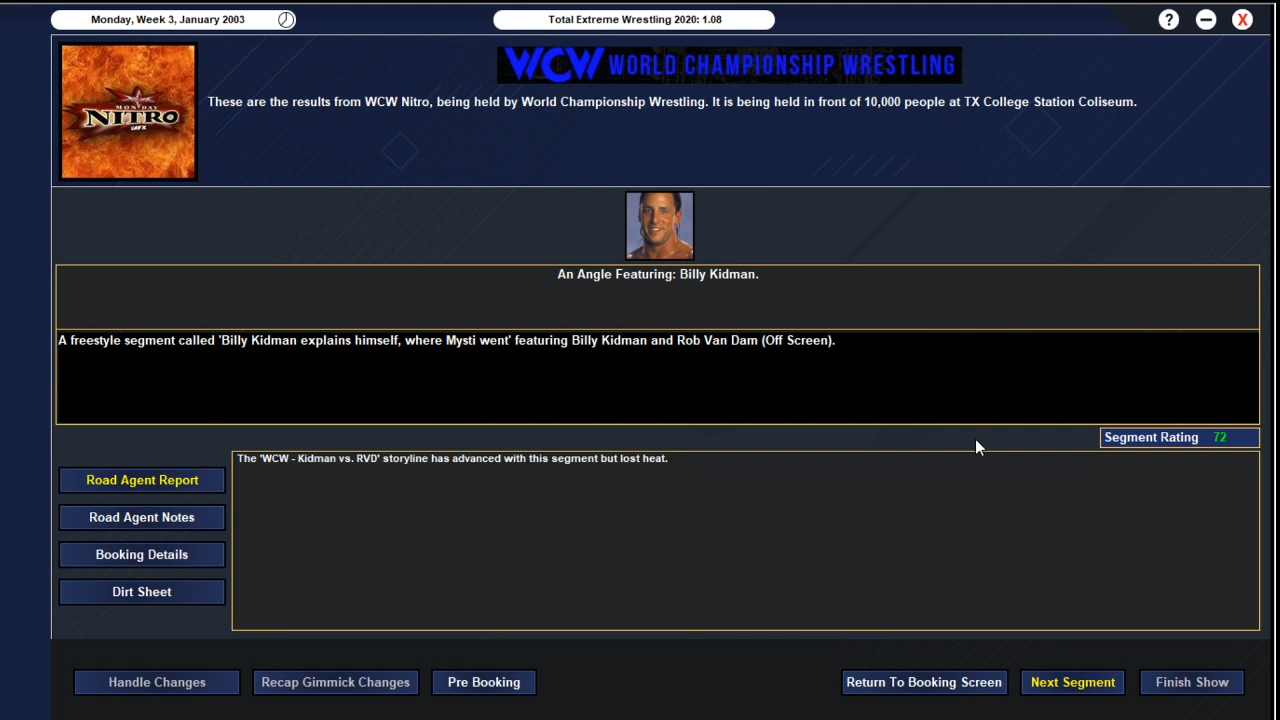 Monday, Week 3, January 2003
Total Extreme Wrestling 2020: 1.08
?
X
WCW WORLD CHAMPIONSHIP WRESTLING
MONDAY
NITRO
These are the results from WCW Nitro, being held by World Championship Wrestling. It is being held in front of 10,000 people at TX College Station Coliseum.
An Angle Featuring: Billy Kidman.
A freestyle segment called 'Billy Kidman explains himself, where Mysti went' featuring Billy Kidman and Rob Van Dam (Off Screen).
Segment Rating 72
Road Agent Report
The 'WCW - Kidman vs. RVD' storyline has advanced with this segment but lost heat.
Road Agent Notes
Booking Details
Dirt Sheet
Handle Changes
Recap Gimmick Changes
Pre Booking
Return To Booking Screen
Next Segment
Finish Show